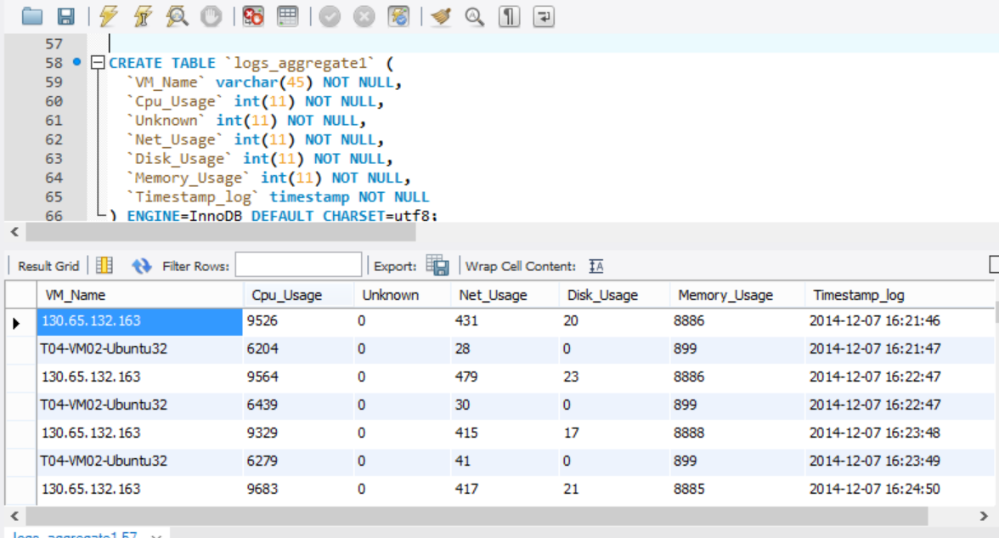 57
58 CREATE TABLE `logs_aggregate1` (
59 `VM_Name` varchar(45) NOT NULL,
60 `Cpu_Usage` int(11) NOT NULL,
61 `Unknown` int(11) NOT NULL,
62 `Net_Usage` int(11) NOT NULL,
63 `Disk_Usage` int(11) NOT NULL,
64 `Memory_Usage` int(11) NOT NULL,
65 `Timestamp_log` timestamp NOT NULL
66 ) ENGINE=InnoDB DEFAULT CHARSET=utf8;
Result Grid Filter Rows: Export: Wrap Cell Content: IA
VM_Name Cpu_Usage Unknown Net_Usage Disk_Usage Memory_Usage Timestamp_log
130.65.132.163 9526 0 431 20 8886 2014-12-07 16:21:46
T04-VM02-Ubuntu32 6204 0 28 0 899 2014-12-07 16:21:47
130.65.132.163 9564 0 479 23 8886 2014-12-07 16:22:47
T04-VM02-Ubuntu32 6439 0 30 0 899 2014-12-07 16:22:47
130.65.132.163 9329 0 415 17 8888 2014-12-07 16:23:48
T04-VM02-Ubuntu32 6279 0 41 0 899 2014-12-07 16:23:49
130.65.132.163 9683 0 417 21 8885 2014-12-07 16:24:50
logs_aggregate1 57